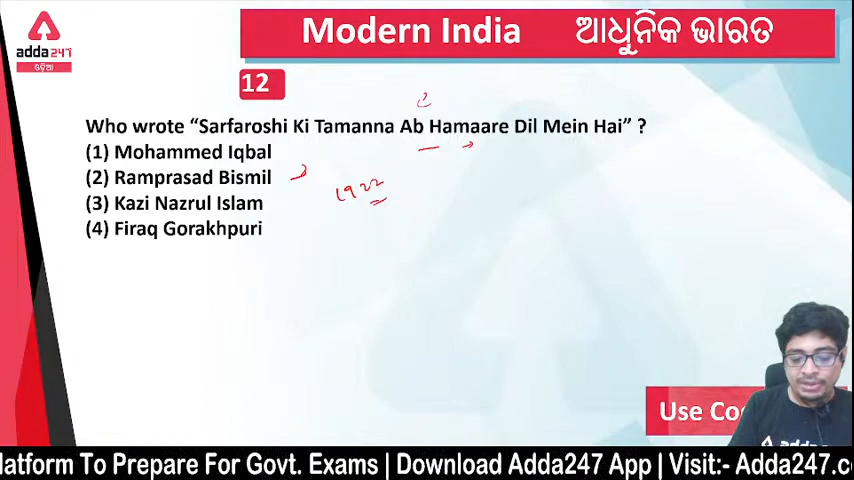 adda247
ଓଡ଼ିଆ
Modern India ଆଧୁନିକ ଭାରତ
12
Who wrote “Sarfaroshi Ki Tamanna Ab Hamaare Dil Mein Hai” ?
(1) Mohammed Iqbal
(2) Ramprasad Bismil
1922
(3) Kazi Nazrul Islam
(4) Firaq Gorakhpuri
Use
latform To Prepare For Govt. Exams | Download Adda247 App | Visit:- Adda247.c